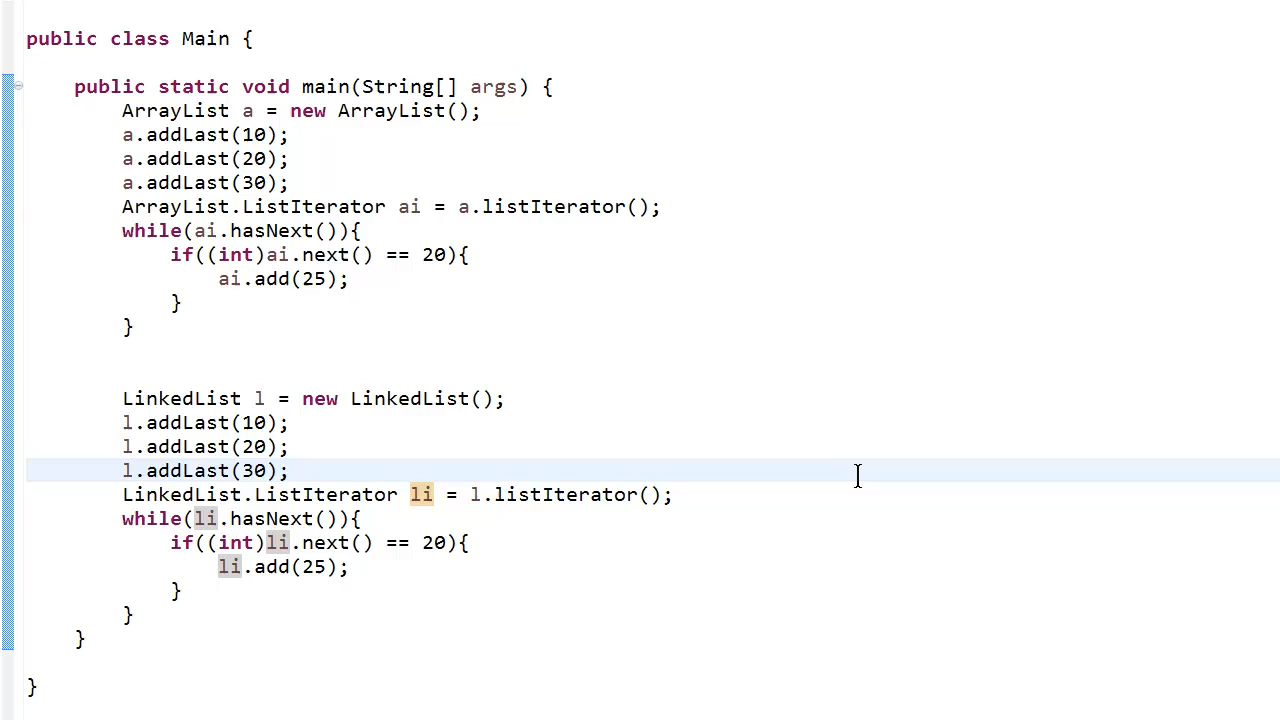 public class Main {
public static void main(String[] args) {
ArrayList a = new ArrayList();
a.addLast(10);
a.addLast(20);
a.addLast(30);
ArrayList.ListIterator ai = a.listIterator();
while(ai.hasNext()){
if((int)ai.next() == 20){
ai.add(25);
}
}
LinkedList l = new LinkedList();
l.addLast(10);
l.addLast(20);
l.addLast(30);
LinkedList.ListIterator li = l.listIterator();
while(li.hasNext()){
if((int)li.next() == 20){
li.add(25);
}
}
}
}